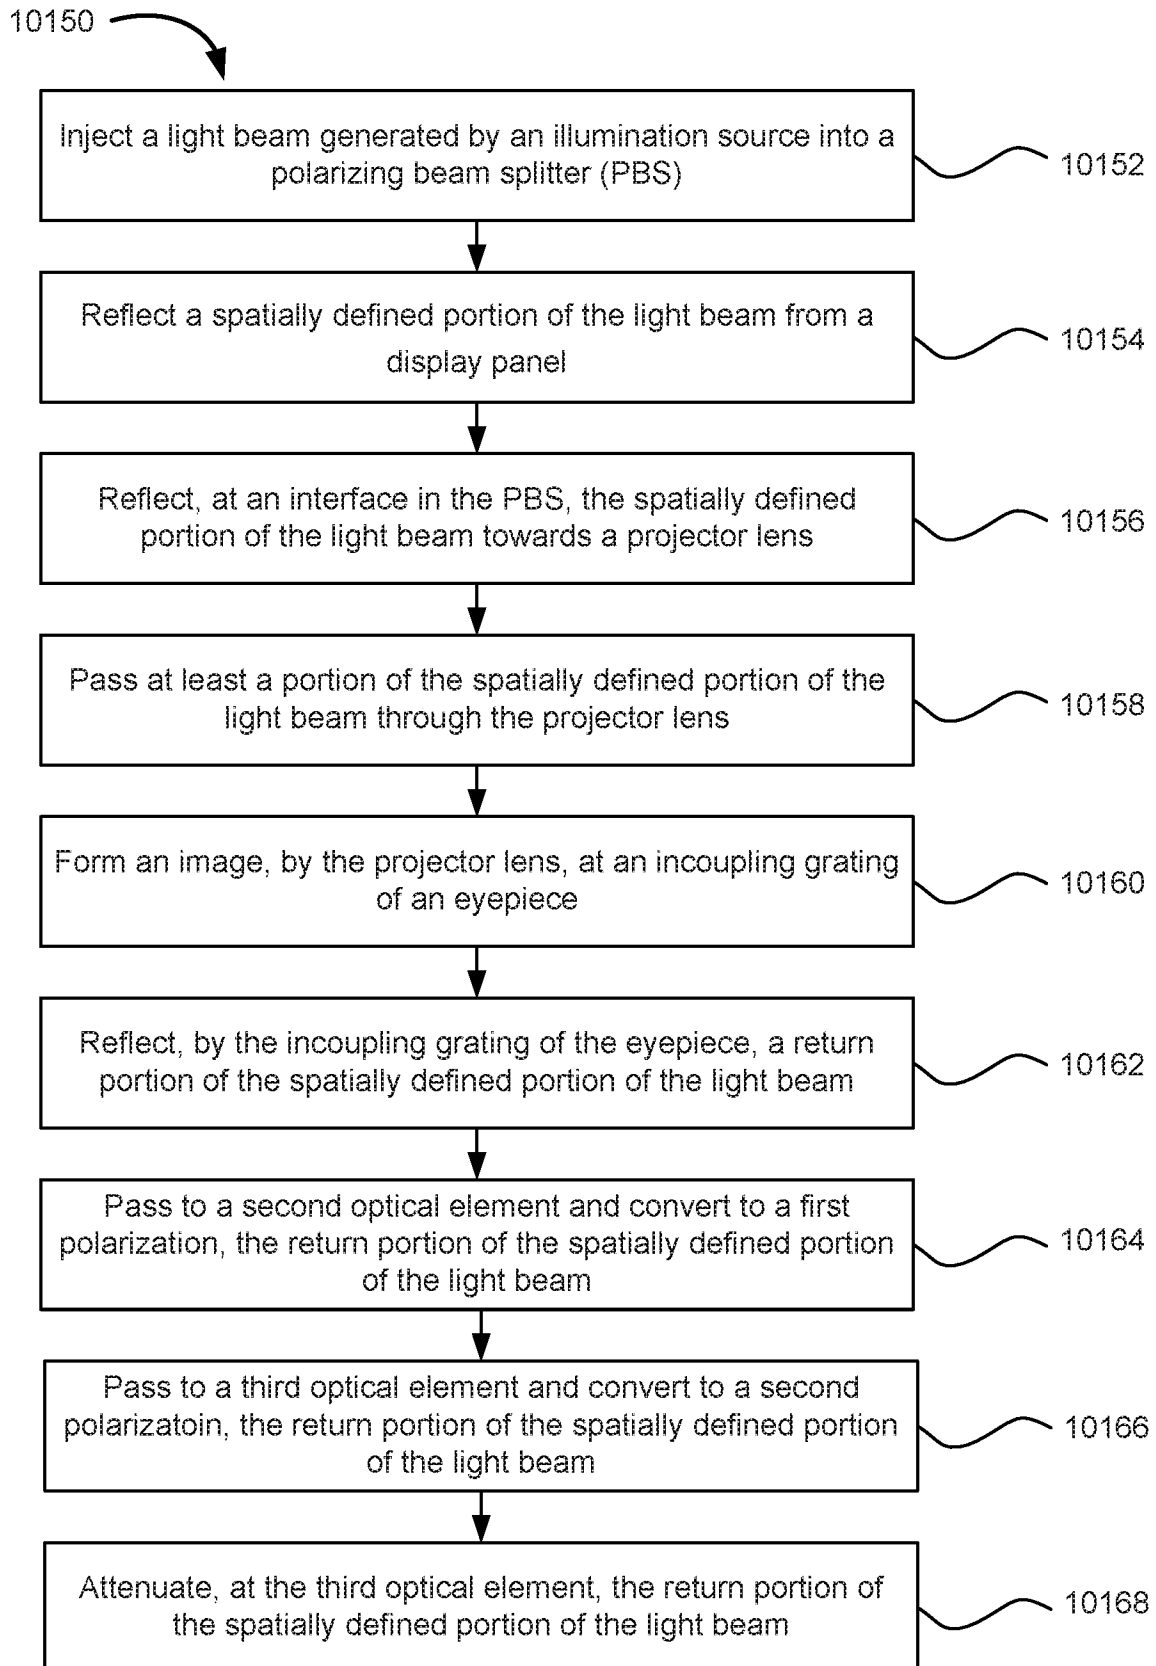 10150
Inject a light beam generated by an illumination source into a
polarizing beam splitter (PBS)
10152
Reflect a spatially defined portion of the light beam from a
display panel
10154
Reflect, at an interface in the PBS, the spatially defined
portion of the light beam towards a projector lens
10156
Pass at least a portion of the spatially defined portion of the
light beam through the projector lens
10158
Form an image, by the projector lens, at an incoupling grating
of an eyepiece
10160
Reflect, by the incoupling grating of the eyepiece, a return
portion of the spatially defined portion of the light beam
10162
Pass to a second optical element and convert to a first
polarization, the return portion of the spatially defined portion
of the light beam
10164
Pass to a third optical element and convert to a second
polarizatoin, the return portion of the spatially defined portion
of the light beam
10166
Attenuate, at the third optical element, the return portion of
the spatially defined portion of the light beam
10168